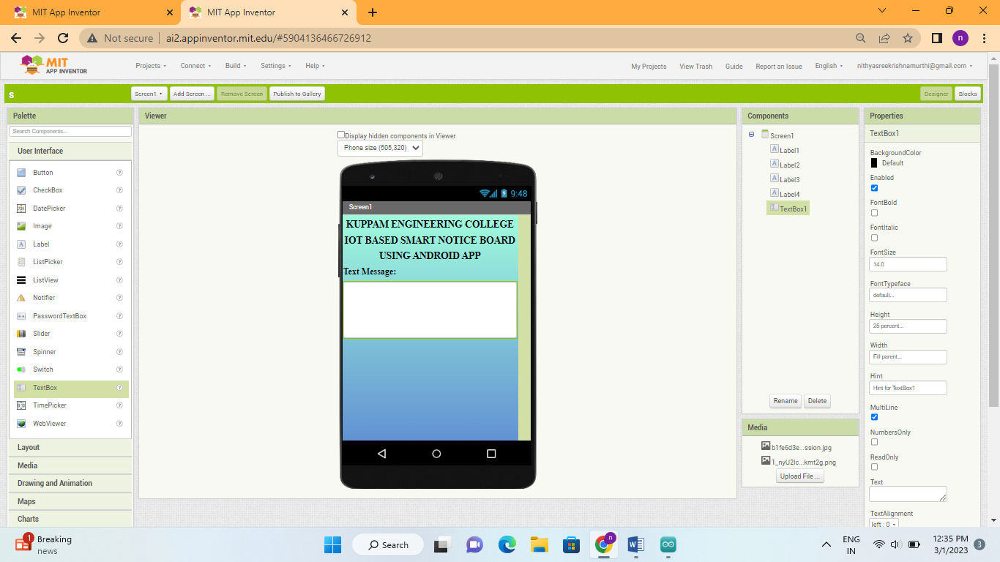 MIT App Inventor
MIT App Inventor
Not secure
ai2.appinventor.mit.edu/#5904136466726912
n
MIT
APP INVENTOR
Projects
Connect
Build
Settings
Help
My Projects
View Trash
Guide
Report an Issue
English
nithyasreekrishnamurthi@gmail.com
s
Screen1
Add Screen ...
Remove Screen
Publish to Gallery
Designer
Blocks
Palette
Search Components...
User Interface
Button
CheckBox
DatePicker
Image
Label
ListPicker
ListView
Notifier
PasswordTextBox
Slider
Spinner
Switch
TextBox
TimePicker
WebViewer
Layout
Media
Drawing and Animation
Maps
Charts
Viewer
Display hidden components in Viewer
Phone size (505,320)
9:48
Screen1
KUPPAM ENGINEERING COLLEGE
IOT BASED SMART NOTICE BOARD
USING ANDROID APP
Text Message:
Components
Screen1
Label1
Label2
Label3
Label4
TextBox1
Rename
Delete
Media
b1fe6d3e...ssion.jpg
1_nyU2lc...kmt2g.png
Upload File ...
Properties
TextBox1
BackgroundColor
Default
Enabled
FontBold
FontItalic
FontSize
14.0
FontTypeface
default...
Height
25 percent...
Width
Fill parent...
Hint
Hint for TextBox1
MultiLine
NumbersOnly
ReadOnly
Text
TextAlignment
left : 0
1
Breaking
news
Search
n
ENG
IN
12:35 PM
3/1/2023
3